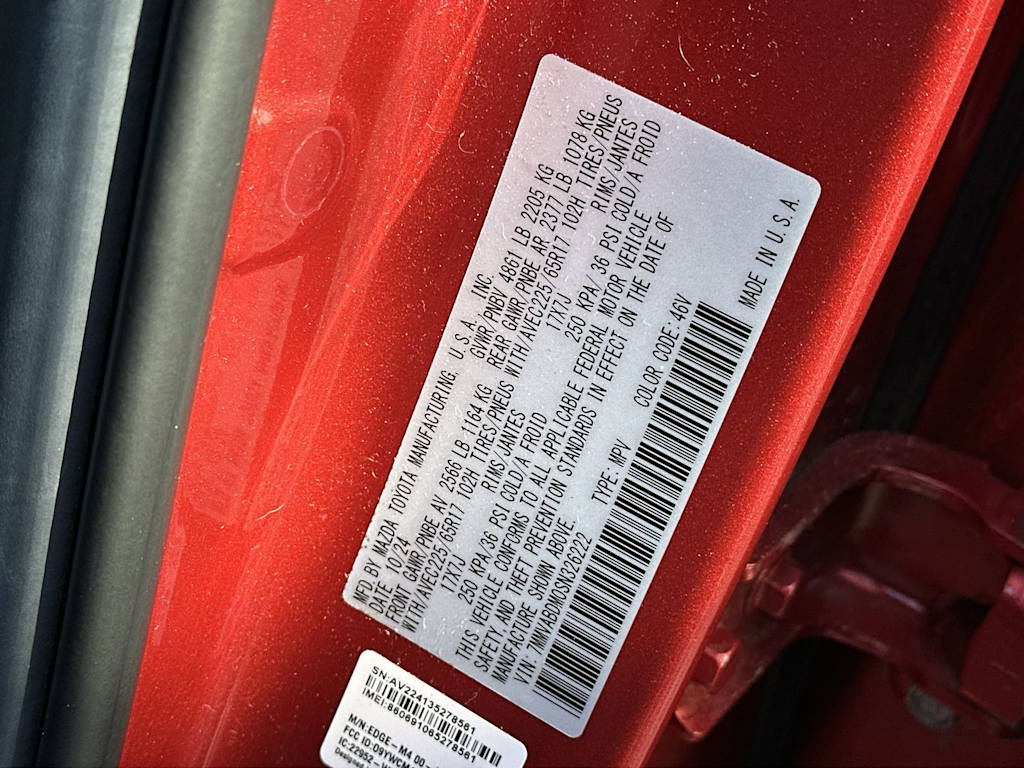 MFD BY MAZDA TOYOTA MANUFACTURING, U.S.A., INC.
DATE: 10/24 GVWR/PNBV 4861 LB 2205 KG
FRONT GAWR/PNBE AV 2566 LB 1164 KG REAR GAWR/PNBE AR 2377 LB 1078 KG
WITH/AVEC225/65R17 102H TIRES/PNEUS WITH/AVEC225/65R17 102H TIRES/PNEUS
17X7J RIMS/JANTES 17X7J RIMS/JANTES
250 KPA/36 PSI COLD/A FROID 250 KPA/36 PSI COLD/A FROID
THIS VEHICLE CONFORMS TO ALL APPLICABLE FEDERAL MOTOR VEHICLE
SAFETY AND THEFT PREVENTION STANDARDS IN EFFECT ON THE DATE OF
MANUFACTURE SHOWN ABOVE.
VIN: TYPE: MPV COLOR CODE: 46V MADE IN U.S.A.
SN:AV224135278561
IMEI:860691065278561
M/N:EDGE-M4 00-
FCC ID:09YWCM
IC:22952-W
Designed